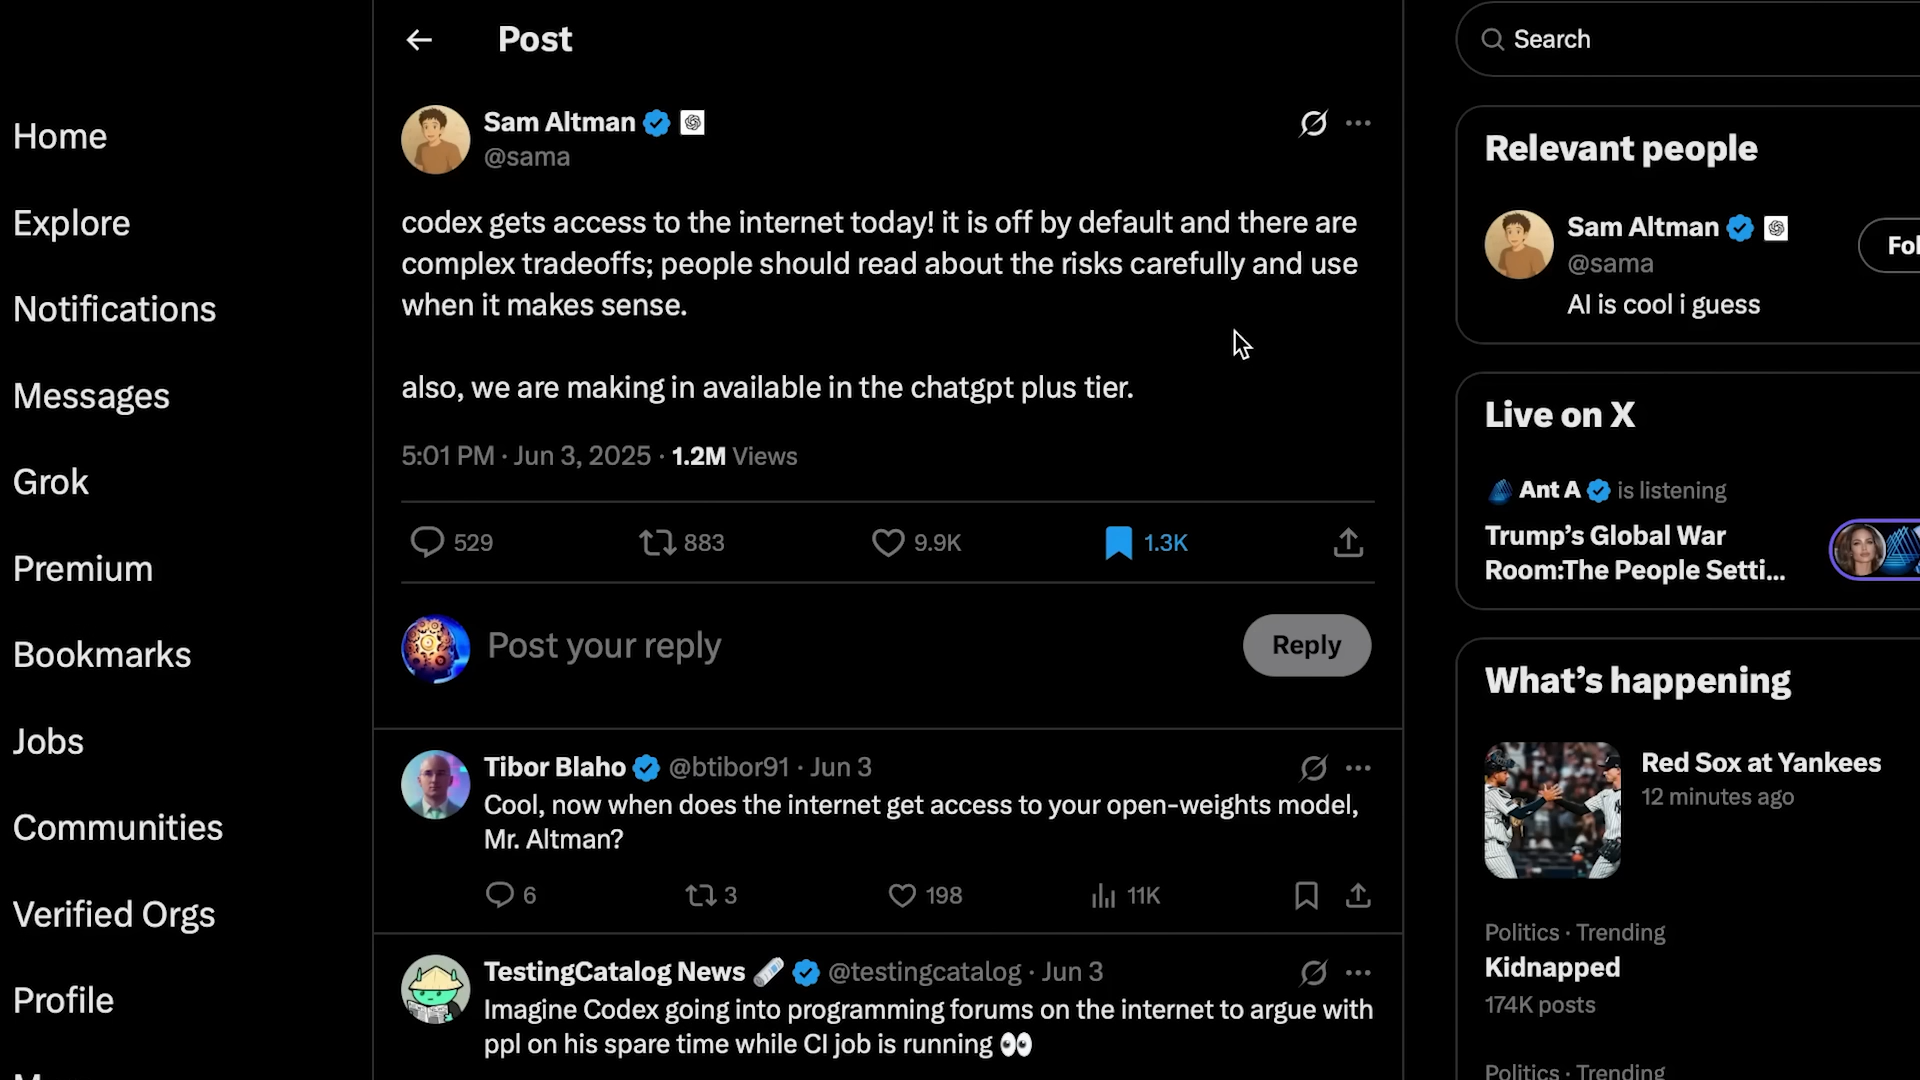 Home
Explore
Notifications
Messages
Grok
Premium
Bookmarks
Jobs
Communities
Verified Orgs
Profile
Post
Sam Altman
@sama
codex gets access to the internet today! it is off by default and there are
complex tradeoffs; people should read about the risks carefully and use
when it makes sense.
also, we are making in available in the chatgpt plus tier.
5:01 PM · Jun 3, 2025 · 1.2M Views
529 883 9.9K 1.3K
Post your reply
Reply
Tibor Blaho @btibor91 · Jun 3
Cool, now when does the internet get access to your open-weights model,
Mr. Altman?
6 3 198 11K
TestingCatalog News 🗞️ @testingcatalog · Jun 3
Imagine Codex going into programming forums on the internet to argue with
ppl on his spare time while CI job is running 👀
Search
Relevant people
Sam Altman
@sama
Fol
AI is cool i guess
Live on X
Ant A is listening
Trump’s Global War
Room:The People Setti...
What’s happening
Red Sox at Yankees
12 minutes ago
Politics · Trending
Kidnapped
174K posts
Politics · Trending